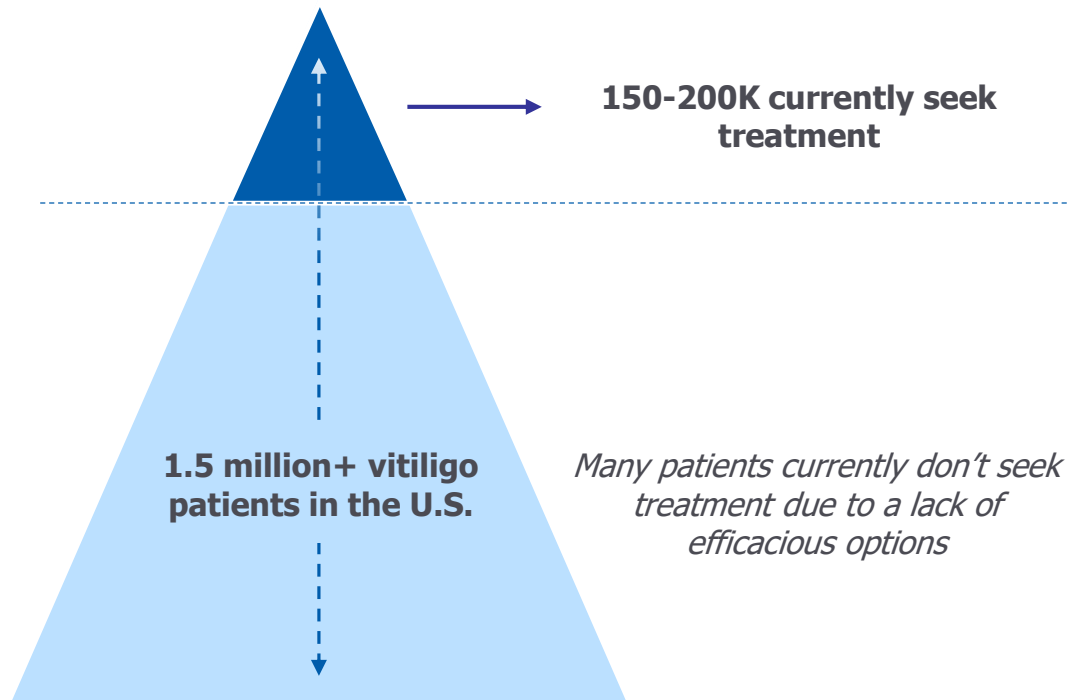 150-200K currently seek
treatment
1.5 million+ vitiligo
patients in the U.S.
Many patients currently don’t seek
treatment due to a lack of
efficacious options